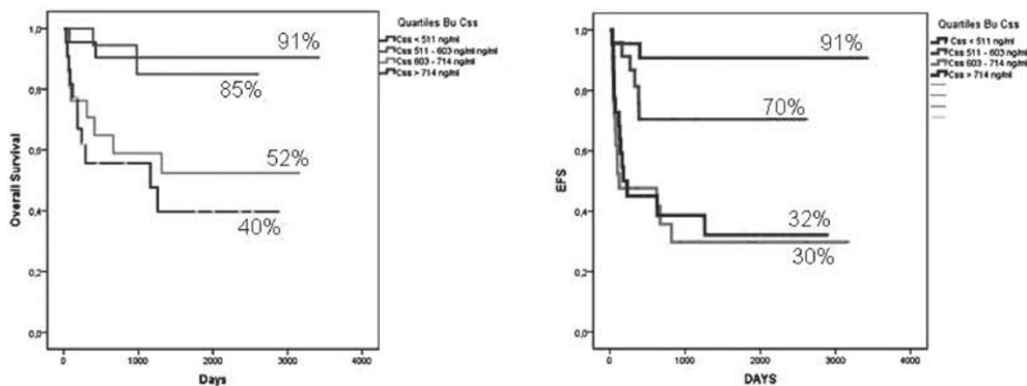 Quartiles Bu Css
Css < 511 ng/ml
Css 511 - 603 ng/ml ng/ml
Css 603 - 714 ng/ml
Css > 714 ng/ml
1,0
0,8
0,6
0,4
0,2
0,0
Overall Survival
91%
85%
52%
40%
0
1000
2000
3000
4000
Days
Quartiles Bu Css
Css < 511 ng/ml
Css 511 - 603 ng/ml
Css 603 - 714 ng/ml
Css > 714 ng/ml
1,0
0,8
0,6
0,4
0,2
0,0
EFS
91%
70%
32%
30%
0
1000
2000
3000
4000
DAYS